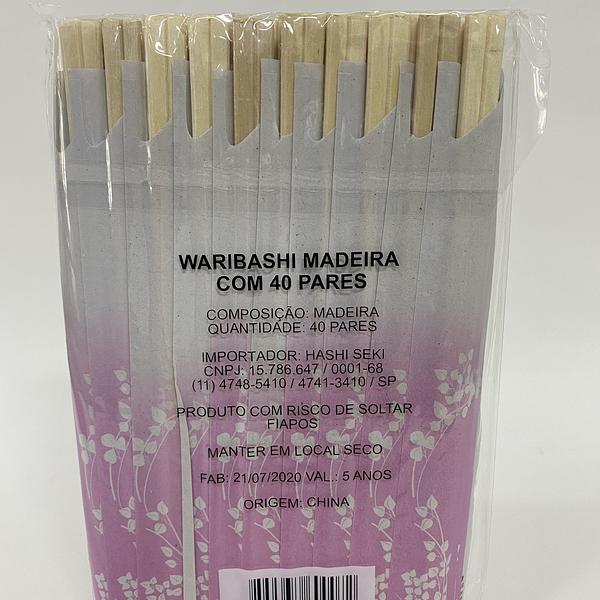 WARIBASHI MADEIRA
COM 40 PARES
COMPOSIÇÃO: MADEIRA
QUANTIDADE: 40 PARES
IMPORTADOR: HASHI SEKI
CNPJ: 15.786.647 / 0001-68
(11) 4748-5410 / 4741-3410 / SP
PRODUTO COM RISCO DE SOLTAR
FIAPOS
MANTER EM LOCAL SECO
FAB: 21/07/2020 VAL.: 5 ANOS
ORIGEM: CHINA